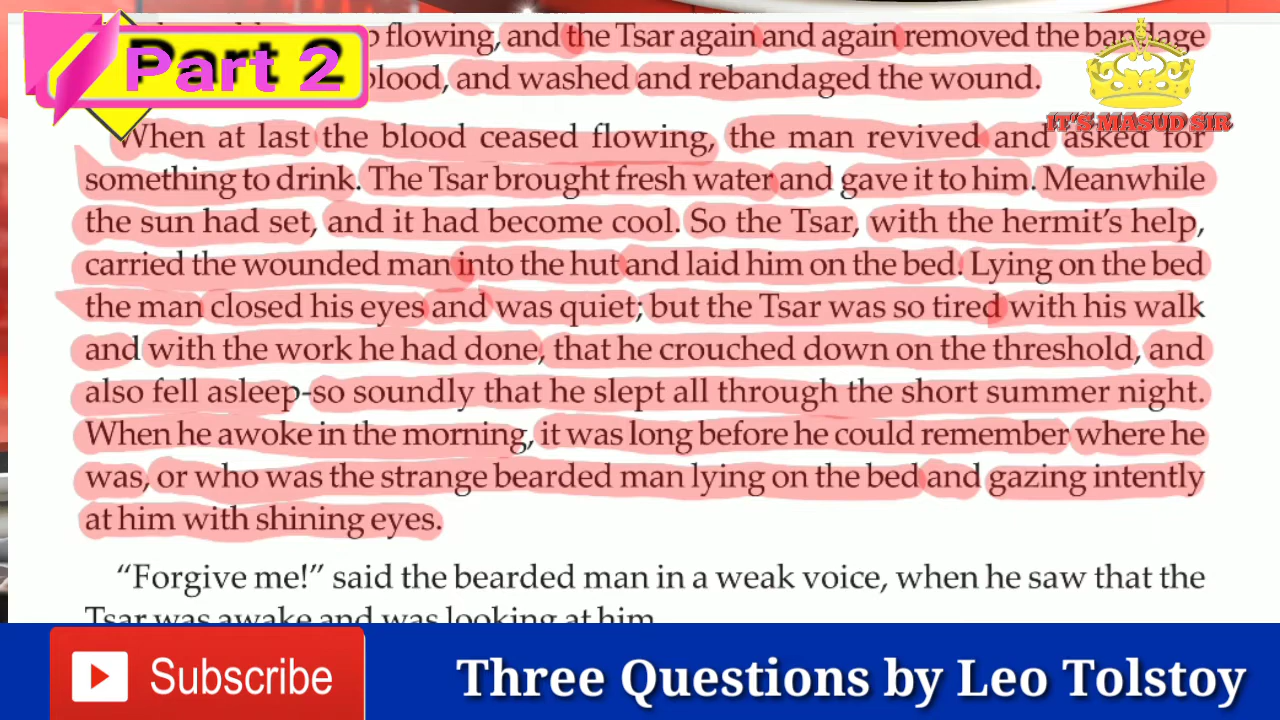 Part 2
flowing, and the Tsar again and again removed the bandage
blood, and washed and rebandaged the wound.
IT'S MASUD SIR
When at last the blood ceased flowing, the man revived and asked for
something to drink. The Tsar brought fresh water and gave it to him. Meanwhile
the sun had set, and it had become cool. So the Tsar, with the hermit's help,
carried the wounded man into the hut and laid him on the bed. Lying on the bed
the man closed his eyes and was quiet; but the Tsar was so tired with his walk
and with the work he had done, that he crouched down on the threshold, and
also fell asleep-so soundly that he slept all through the short summer night.
When he awoke in the morning, it was long before he could remember where he
was, or who was the strange bearded man lying on the bed and gazing intently
at him with shining eyes.
“Forgive me!” said the bearded man in a weak voice, when he saw that the
Tsar was awake and was looking at him
Subscribe
Three Questions by Leo Tolstoy